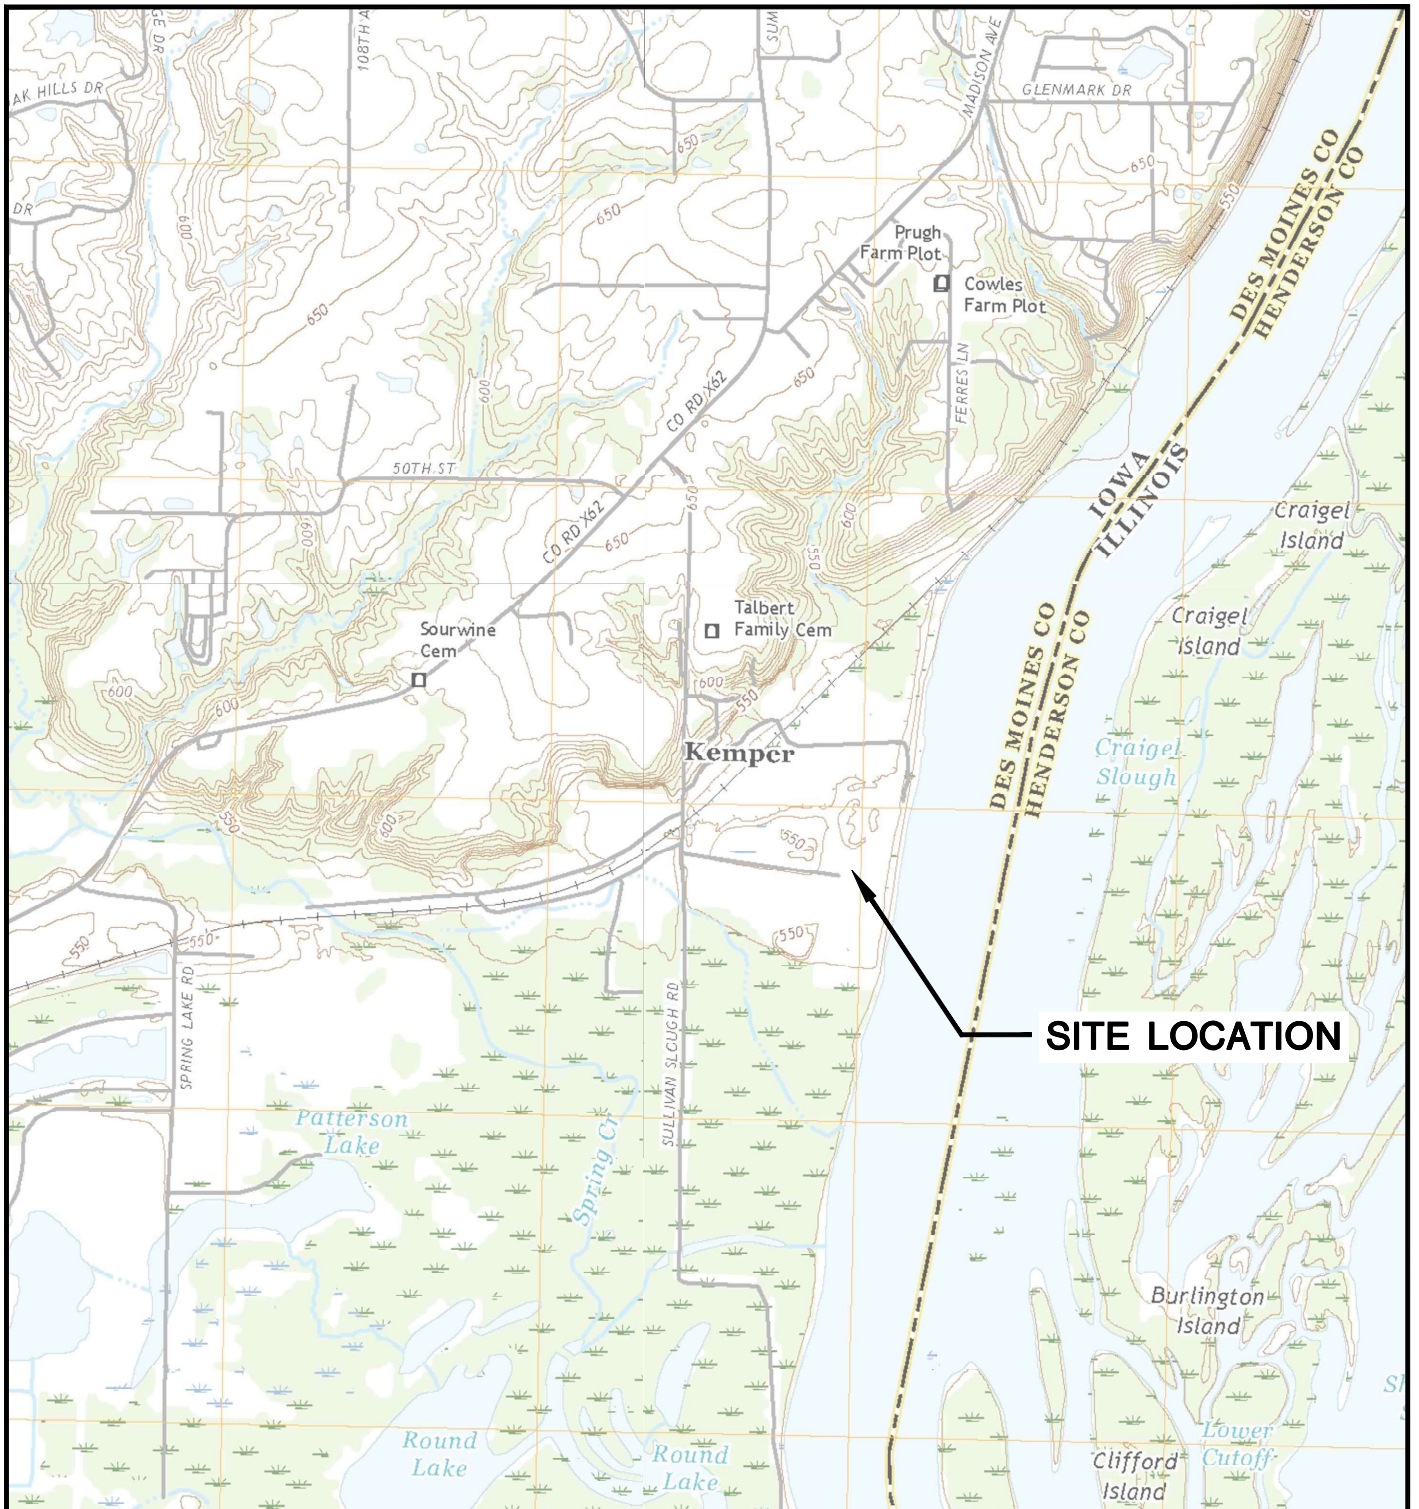 GE DR
108TH A
SUM
MADISON AVE
AK HILLS DR
GLENMARK DR
650
650
550
DES MOINES CO
HENDERSON CO
DR
600
650
Prugh
Farm Plot
Cowles
Farm Plot
650
FERRES LN
650
600
CO RD X62
50TH ST
IOWA
ILLINOIS
650
600
550
Craigel
Island
600
CO RD X62
650
Talbert
Family Cem
Craigel
Island
Sourwine
Cem
DES MOINES CO
HENDERSON CO
600
600
600
550
Kemper
Craigel
Slough
550
600
550
550
550
550
SPRING LAKE RD
SULLIVAN SLOUGH RD
SITE LOCATION
Patterson
Lake
Spring Cr
Burlington
Island
Round
Lake
Round
Lake
Lower
Cutoff
Clifford
Island